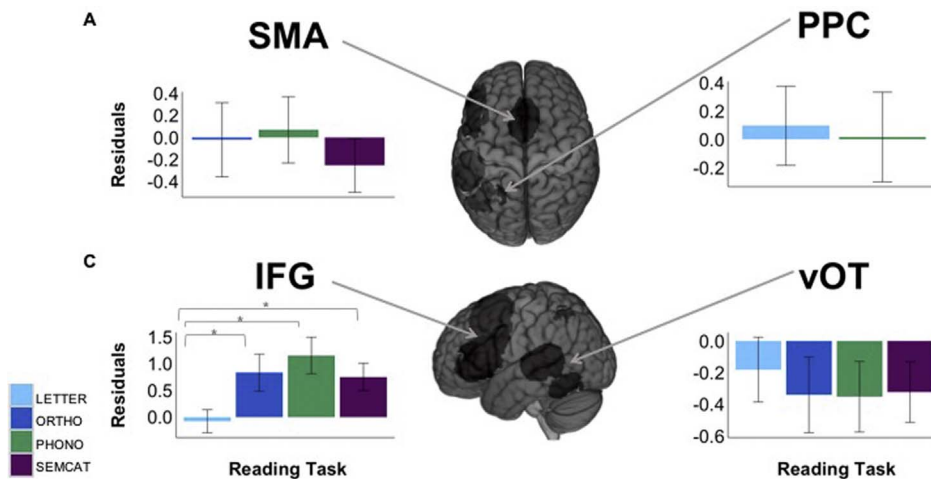 A
SMA
PPC
Residuals
0.4
0.2
0.0
-0.2
-0.4
0.4
0.2
0.0
-0.2
C
IFG
vOT
* 
*
*
Residuals
1.5
1.0
0.5
0.0
0.0
-0.2
-0.4
-0.6
LETTER
ORTHO
PHONO
SEMCAT
Reading Task
Reading Task